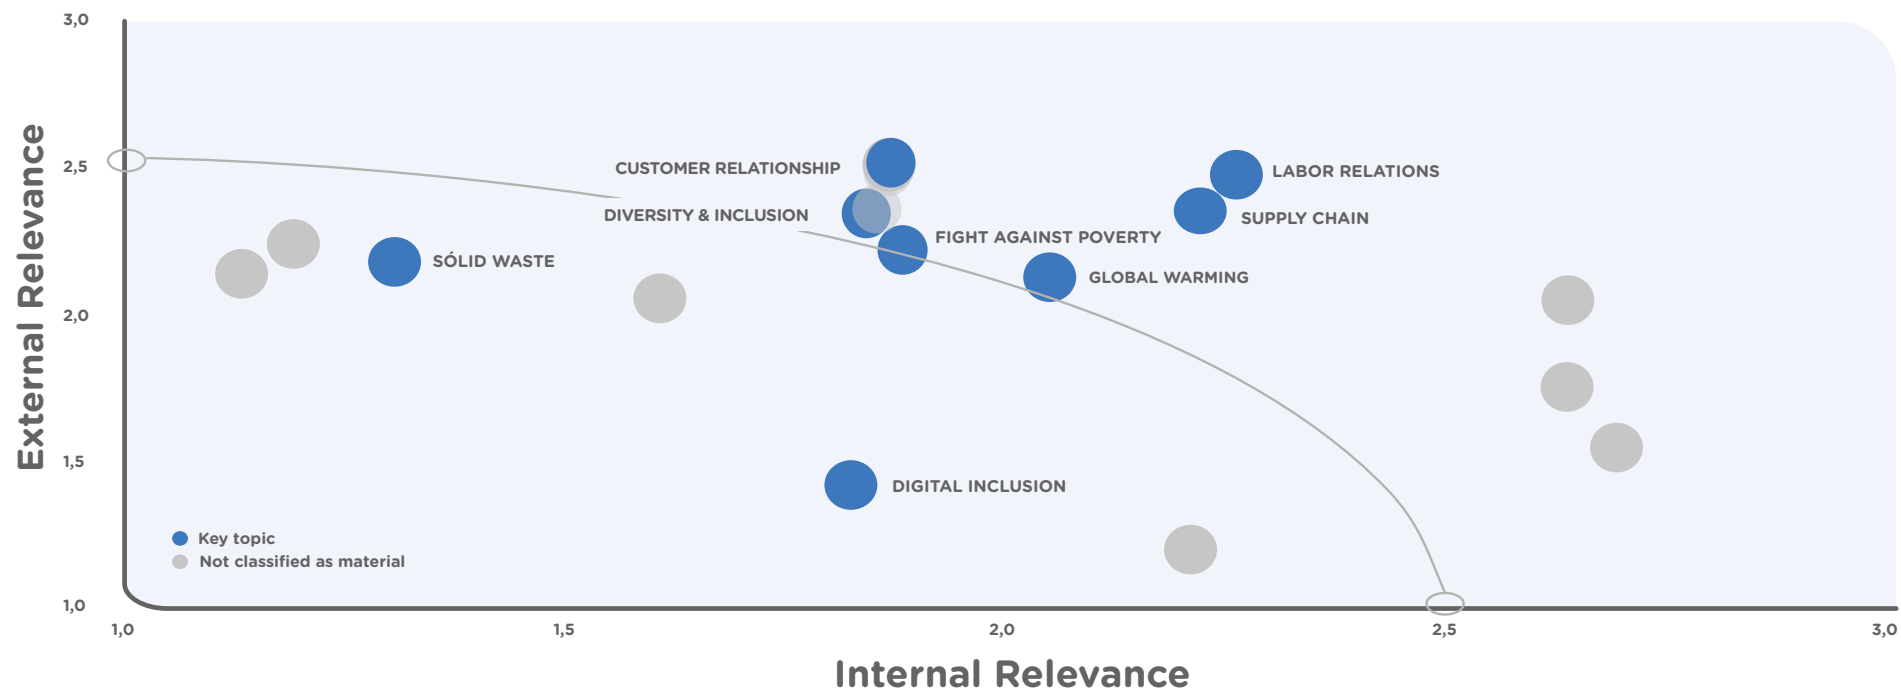 3,0
External Relevance
2,5
2,0
1,5
1,0
CUSTOMER RELATIONSHIP
LABOR RELATIONS
DIVERSITY & INCLUSION
SUPPLY CHAIN
FIGHT AGAINST POVERTY
SÓLID WASTE
GLOBAL WARMING
DIGITAL INCLUSION
Key topic
Not classified as material
1,0
1,5
2,0
2,5
3,0
Internal Relevance